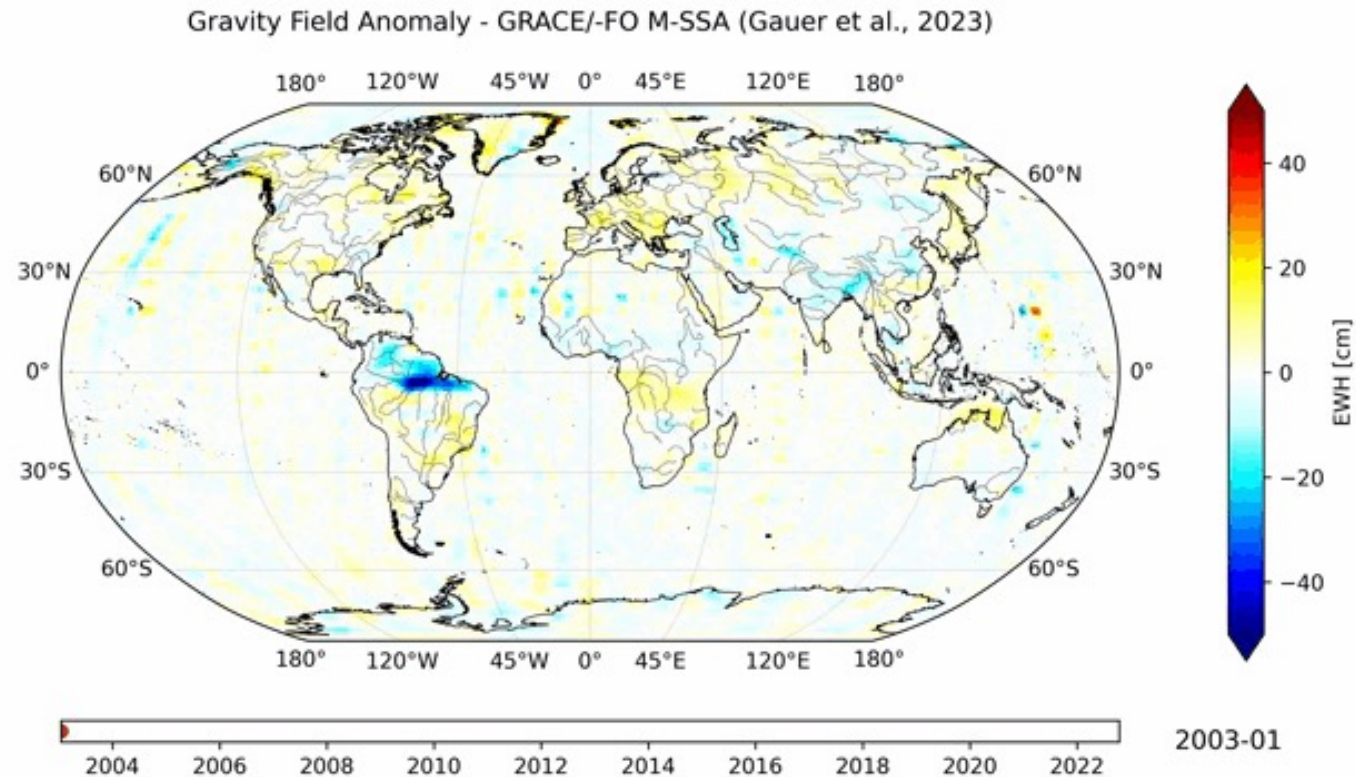 Gravity Field Anomaly - GRACE/-FO M-SSA (Gauer et al., 2023)
180° 120°W 45°W 0° 45°E 120°E 180°
60°N 60°N
30°N 30°N
0° 0°
30°S 30°S
60°S 60°S
180° 120°W 45°W 0° 45°E 120°E 180°
40
20
0
−20
−40
EWH [cm]
2003-01
2004 2006 2008 2010 2012 2014 2016 2018 2020 2022